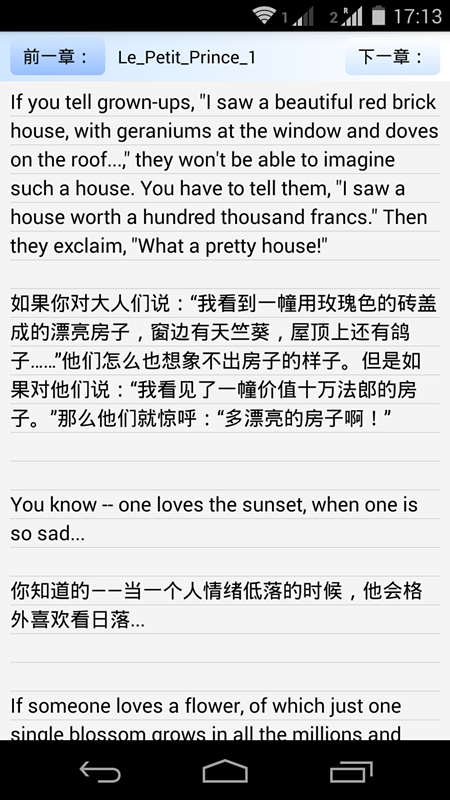 1 2 R 17:13
前一章： Le_Petit_Prince_1 下一章：
If you tell grown-ups, "I saw a beautiful red brick
house, with geraniums at the window and doves
on the roof...," they won't be able to imagine
such a house. You have to tell them, "I saw a
house worth a hundred thousand francs." Then
they exclaim, "What a pretty house!"
如果你对大人们说：“我看到一幢用玫瑰色的砖盖
成的漂亮房子，窗边有天竺葵，屋顶上还有鸽
子……”他们怎么也想象不出房子的样子。但是如
果对他们说：“我看见了一幢价值十万法郎的房
子。”那么他们就惊呼：“多漂亮的房子啊！”
You know -- one loves the sunset, when one is
so sad...
你知道的——当一个人情绪低落的时候，他会格
外喜欢看日落...
If someone loves a flower, of which just one
single blossom grows in all the millions and